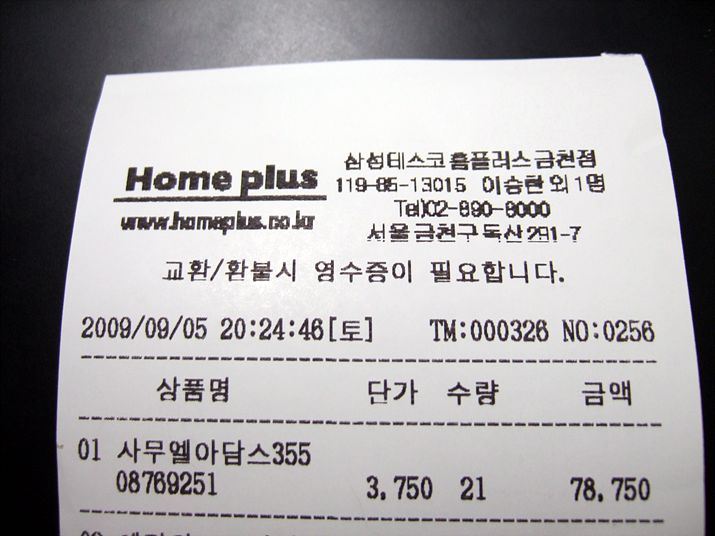 Home plus
www.homeplus.co.kr
삼성테스코홈플러스금천점
119-85-13015 이승한 외1명
Tel)02-890-8000
서울 금천구 독산 291-7
교환/환불시 영수증이 필요합니다.
2009/09/05 20:24:46[토] TM:000326 NO:0256
상품명 단가 수량 금액
01 사무엘아담스355
08769251 3,750 21 78,750